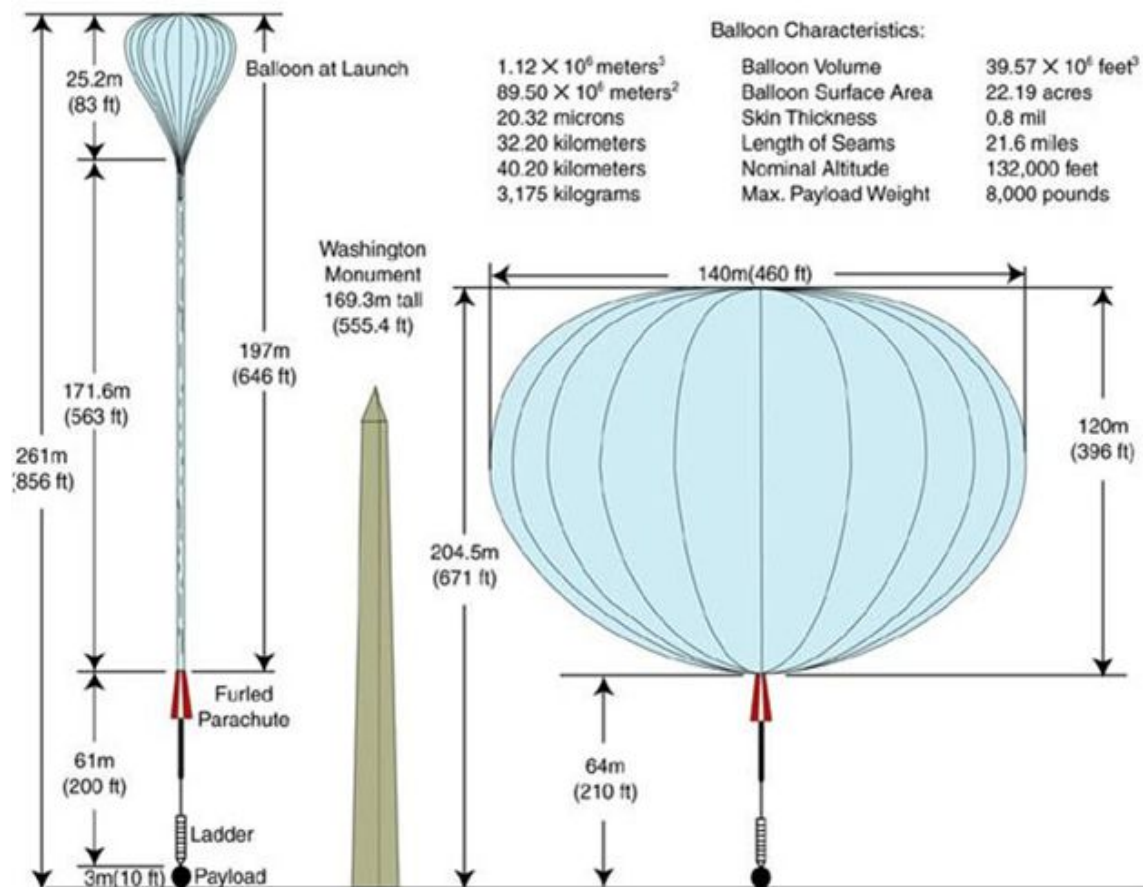 Balloon Characteristics:
1.12 × 10⁶ meters³ Balloon Volume 39.57 × 10⁶ feet³
89.50 × 10⁶ meters² Balloon Surface Area 22.19 acres
20.32 microns Skin Thickness 0.8 mil
32.20 kilometers Length of Seams 21.6 miles
40.20 kilometers Nominal Altitude 132,000 feet
3,175 kilograms Max. Payload Weight 8,000 pounds
25.2m
(83 ft)
Balloon at Launch
171.6m
(563 ft)
197m
(646 ft)
261m
(856 ft)
Furled
Parachute
61m
(200 ft)
Ladder
3m(10 ft)
Payload
Washington
Monument
169.3m tall
(555.4 ft)
140m(460 ft)
120m
(396 ft)
204.5m
(671 ft)
64m
(210 ft)